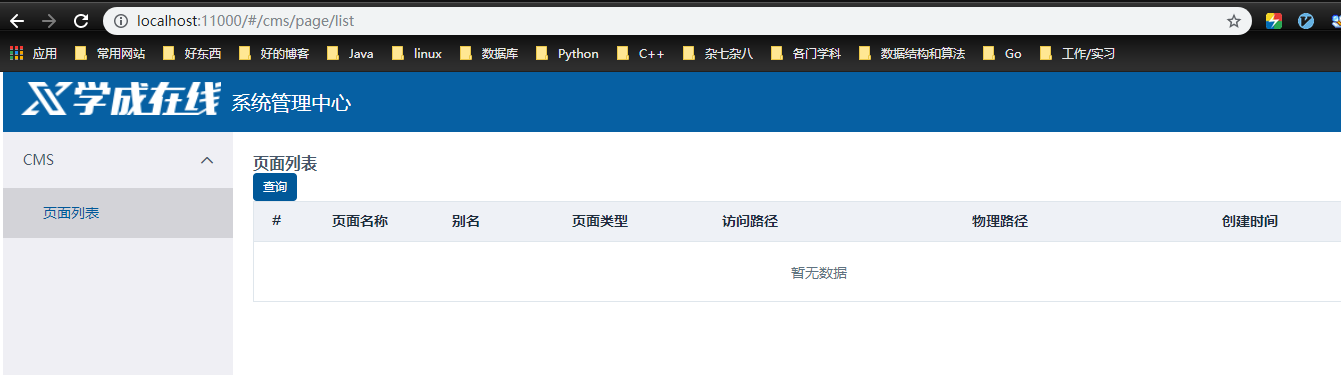 localhost:11000/#/cms/page/list
应用 常用网站 好东西 好的博客 Java linux 数据库 Python C++ 杂七杂八 各门学科 数据结构和算法 Go 工作/实习
学成在线 系统管理中心
CMS
页面列表
页面列表
查询
# 页面名称 别名 页面类型 访问路径 物理路径 创建时间
暂无数据